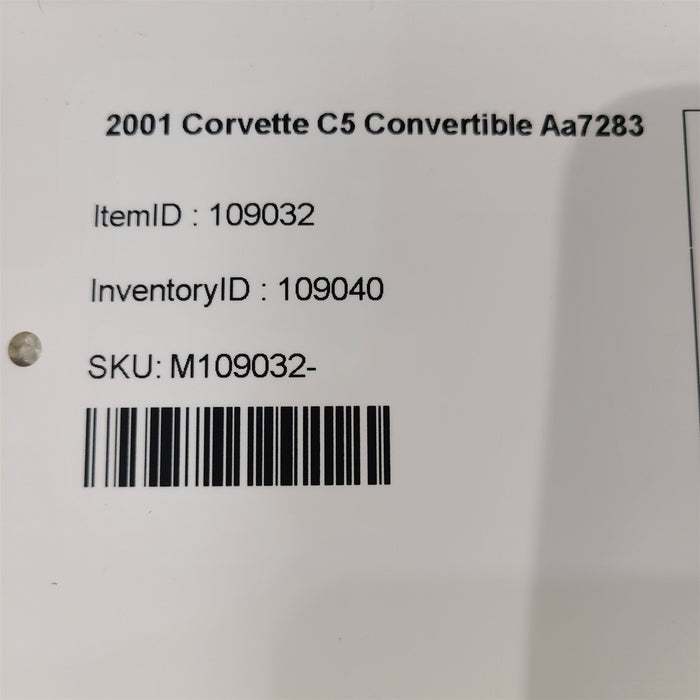 2001 Corvette C5 Convertible Aa7283
ItemID : 109032
InventoryID : 109040
SKU: M109032-